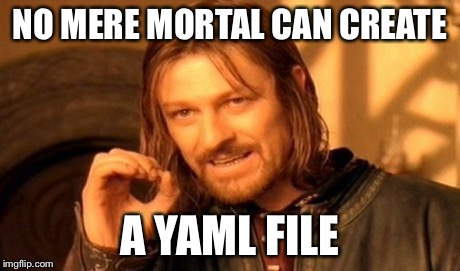 NO MERE MORTAL CAN CREATE
A YAML FILE
imgflip.com